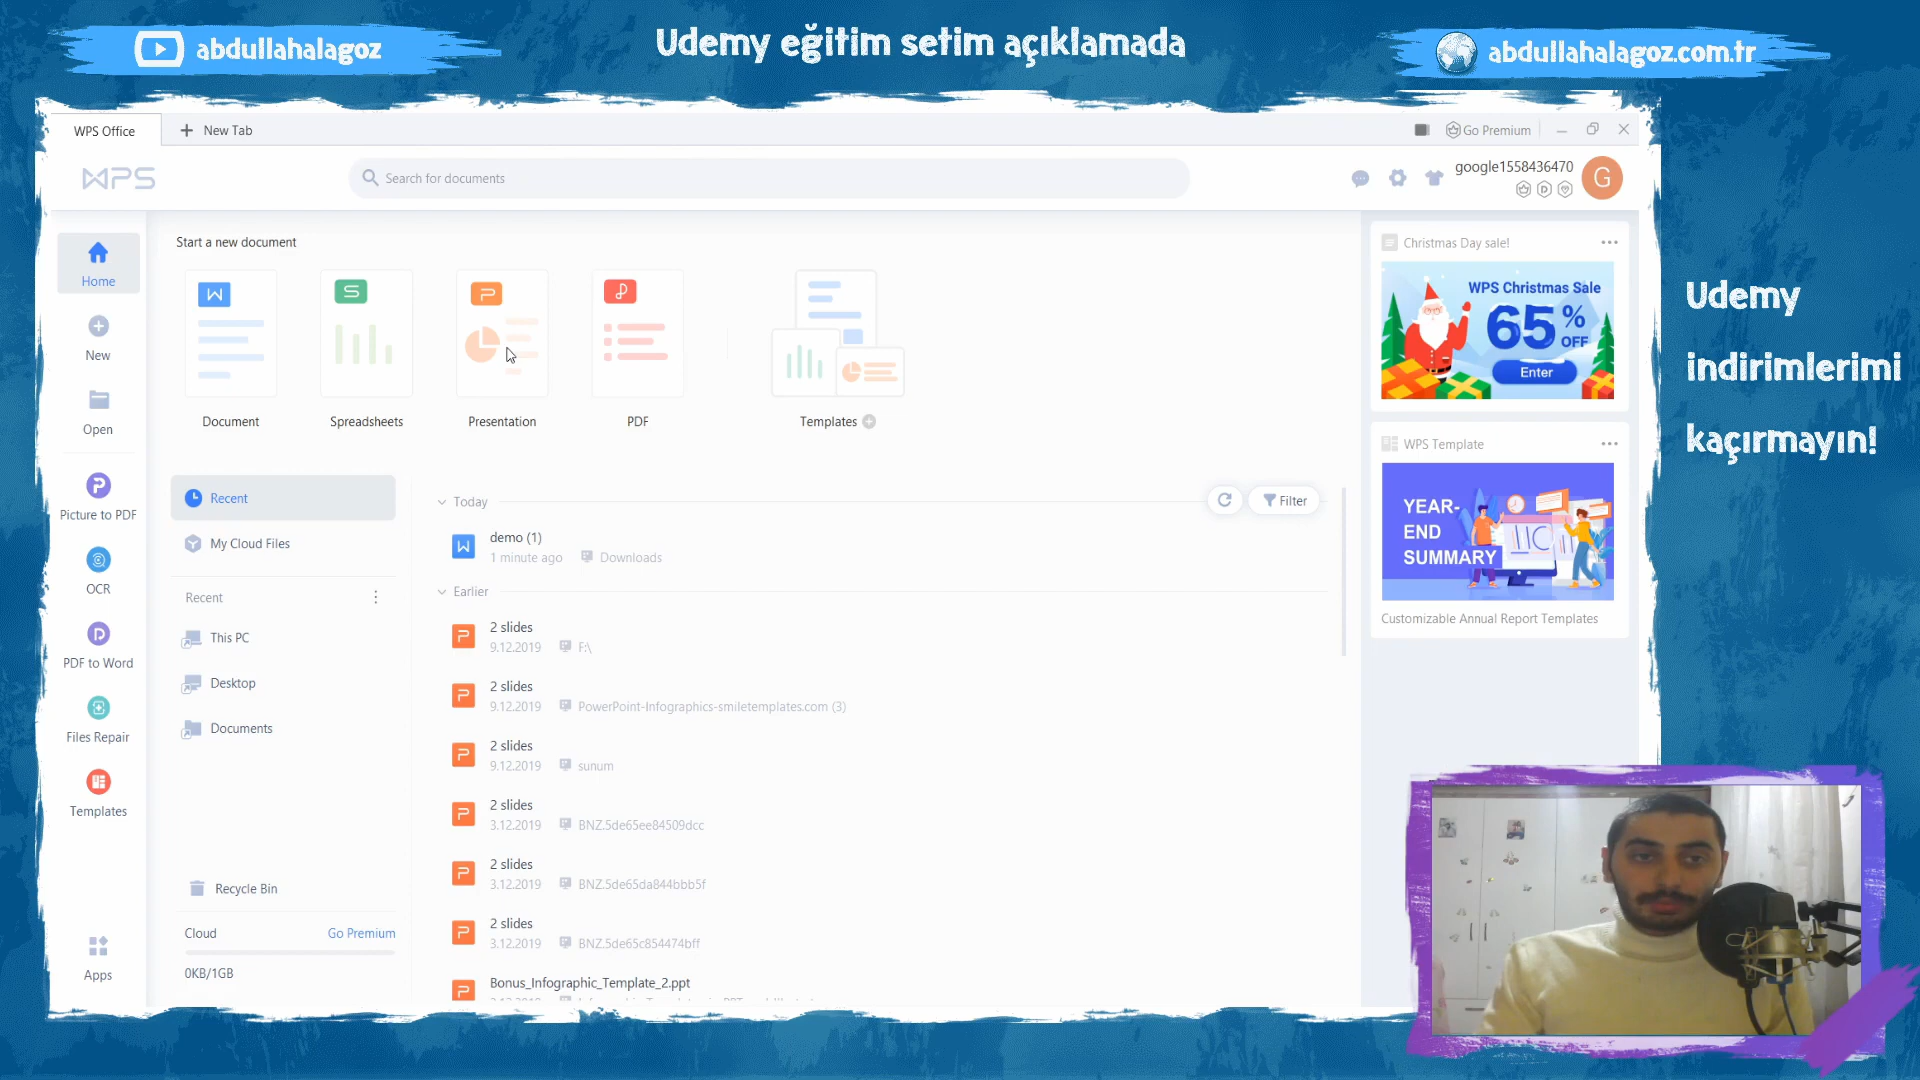 abdullahalagoz
Udemy eğitim setim açıklamada
abdullahalagoz.com.tr
WPS Office
New Tab
Go Premium
WPS
Search for documents
google1558436470
G
Home
New
Open
Picture to PDF
OCR
PDF to Word
Files Repair
Templates
Apps
Start a new document
Document
Spreadsheets
Presentation
PDF
Templates
Recent
My Cloud Files
Recent
This PC
Desktop
Documents
Recycle Bin
Cloud
Go Premium
0KB/1GB
Today
Filter
demo (1)
1 minute ago
Downloads
Earlier
2 slides
9.12.2019
F:\
2 slides
9.12.2019
PowerPoint-Infographics-smiletemplates.com (3)
2 slides
9.12.2019
sunum
2 slides
3.12.2019
BNZ.5de65ee84509dcc
2 slides
3.12.2019
BNZ.5de65da844bbb5f
2 slides
3.12.2019
BNZ.5de65c854474bff
Bonus_Infographic_Template_2.ppt
Christmas Day sale!
WPS Christmas Sale
65%
OFF
Enter
WPS Template
YEAR-
END
SUMMARY
Customizable Annual Report Templates
Udemy
indirimlerimi
kaçırmayın!